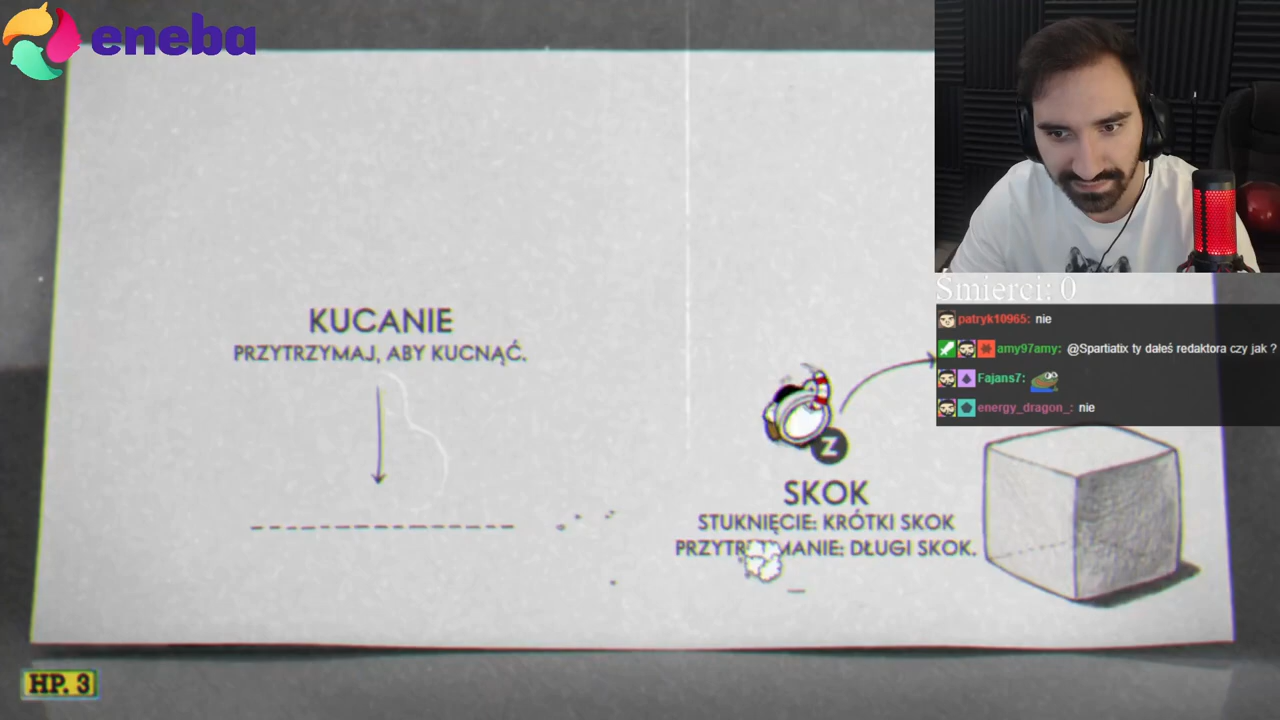 eneba
KUCANIE
PRZYTRZYMAJ, ABY KUCNĄĆ.
Z
SKOK
STUKNIĘCIE: KRÓTKI SKOK
PRZYTRZYMANIE: DŁUGI SKOK.
HP. 3
Śmierci: 0
patryk10965: nie
amy97amy: @Spartiatix ty dałeś redaktora czy jak ?
Fajans7:
energy_dragon_: nie